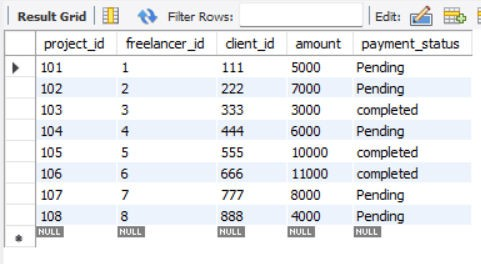 Result Grid Filter Rows: Edit:
project_id freelancer_id client_id amount payment_status
101 1 111 5000 Pending
102 2 222 7000 Pending
103 3 333 3000 completed
104 4 444 6000 Pending
105 5 555 10000 completed
106 6 666 11000 completed
107 7 777 8000 Pending
108 8 888 4000 Pending
NULL NULL NULL NULL NULL